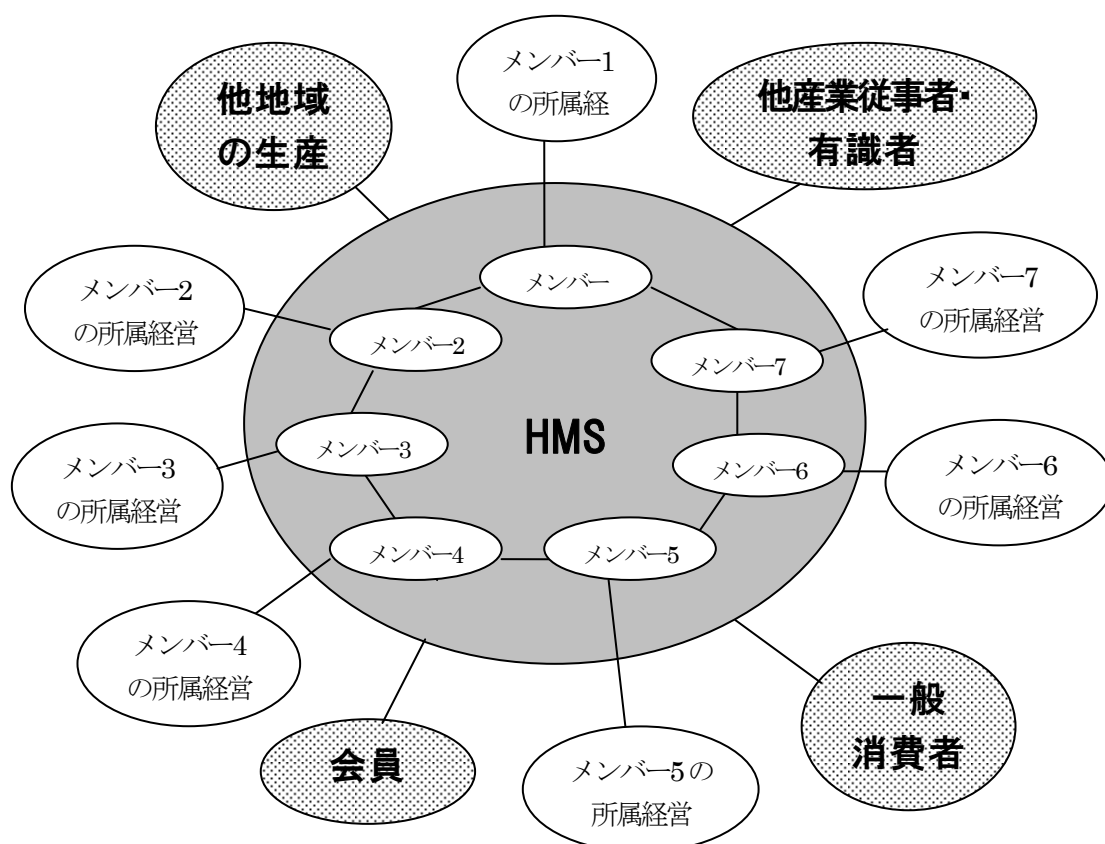 メンバー1
の所属経
他地域
の生産
他産業従事者・
有識者
メンバー
メンバー2
の所属経営
メンバー7
の所属経営
メンバー2
メンバー7
HMS
メンバー3
メンバー6
メンバー3
の所属経営
メンバー6
の所属経営
メンバー4
メンバー5
メンバー4
の所属経営
一般
消費者
会員
メンバー5の
所属経営